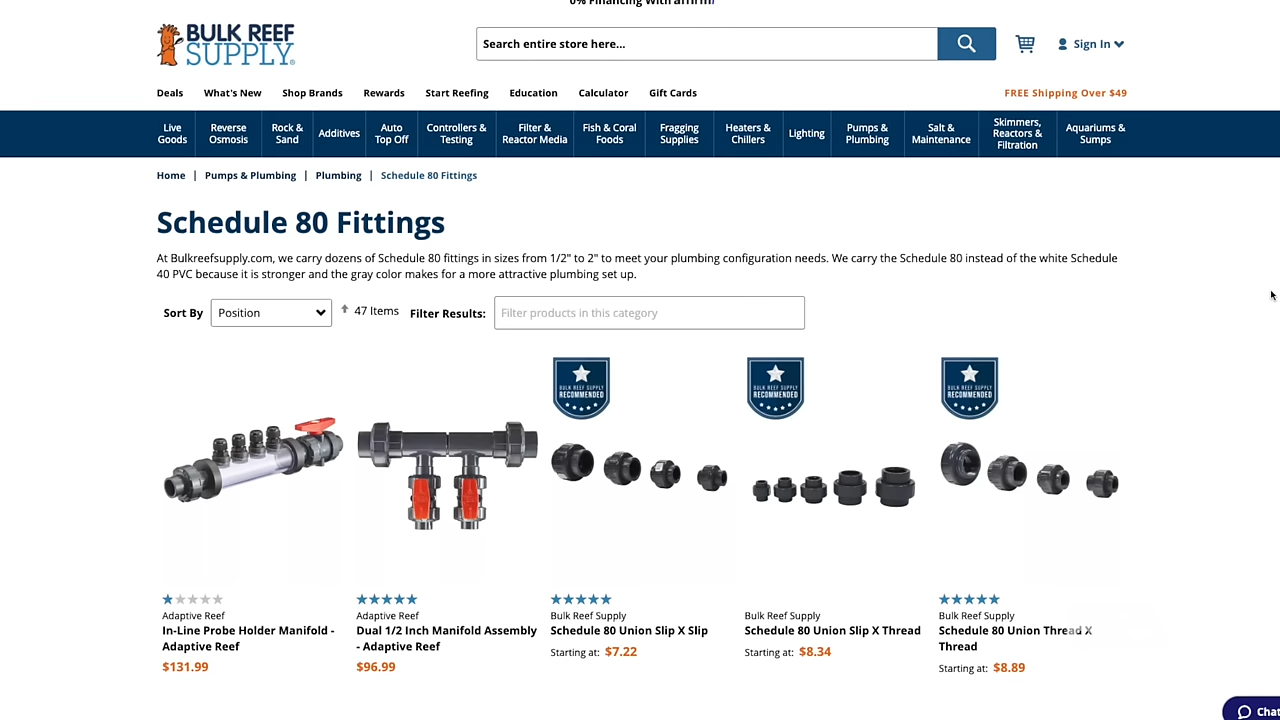 0% Financing With affirm
BULK REEF
SUPPLY®
Search entire store here...
Sign In
Deals What's New Shop Brands Rewards Start Reefing Education Calculator Gift Cards
FREE Shipping Over $49
Live Goods
Reverse Osmosis
Rock & Sand
Additives
Auto Top Off
Controllers & Testing
Filter & Reactor Media
Fish & Coral Foods
Fragging Supplies
Heaters & Chillers
Lighting
Pumps & Plumbing
Salt & Maintenance
Skimmers, Reactors & Filtration
Aquariums & Sumps
Home | Pumps & Plumbing | Plumbing | Schedule 80 Fittings
Schedule 80 Fittings
At Bulkreefsupply.com, we carry dozens of Schedule 80 fittings in sizes from 1/2" to 2" to meet your plumbing configuration needs. We carry the Schedule 80 instead of the white Schedule
40 PVC because it is stronger and the gray color makes for a more attractive plumbing set up.
Sort By Position 47 Items Filter Results: Filter products in this category
BULK REEF SUPPLY
RECOMMENDED
BULK REEF SUPPLY
RECOMMENDED
BULK REEF SUPPLY
RECOMMENDED
Adaptive Reef
In-Line Probe Holder Manifold -
Adaptive Reef
$131.99
Adaptive Reef
Dual 1/2 Inch Manifold Assembly
- Adaptive Reef
$96.99
Bulk Reef Supply
Schedule 80 Union Slip X Slip
Starting at: $7.22
Bulk Reef Supply
Schedule 80 Union Slip X Thread
Starting at: $8.34
Bulk Reef Supply
Schedule 80 Union Thread X
Thread
Starting at: $8.89
Chat